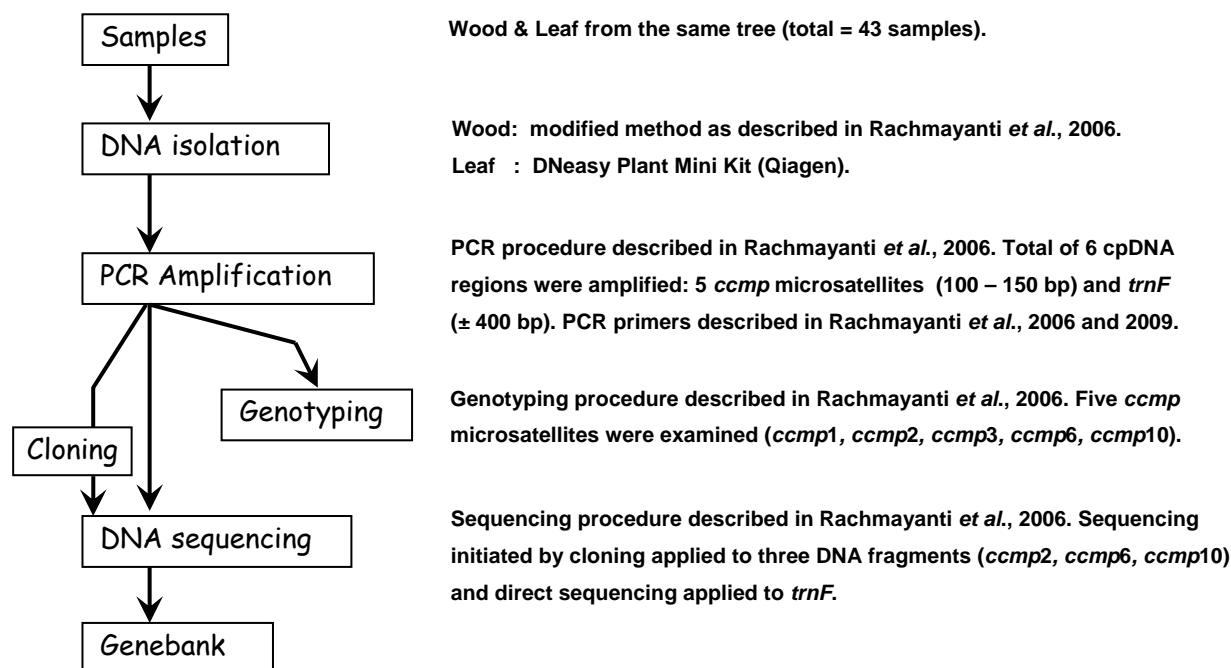 Samples
Wood & Leaf from the same tree (total = 43 samples).
DNA isolation
Wood: modified method as described in Rachmayanti et al., 2006.
Leaf : DNeasy Plant Mini Kit (Qiagen).
PCR Amplification
PCR procedure described in Rachmayanti et al., 2006. Total of 6 cpDNA
regions were amplified: 5 ccmp microsatellites (100 – 150 bp) and trnF
(± 400 bp). PCR primers described in Rachmayanti et al., 2006 and 2009.
Genotyping
Genotyping procedure described in Rachmayanti et al., 2006. Five ccmp
microsatellites were examined (ccmp1, ccmp2, ccmp3, ccmp6, ccmp10).
Cloning
DNA sequencing
Sequencing procedure described in Rachmayanti et al., 2006. Sequencing
initiated by cloning applied to three DNA fragments (ccmp2, ccmp6, ccmp10)
and direct sequencing applied to trnF.
Genebank